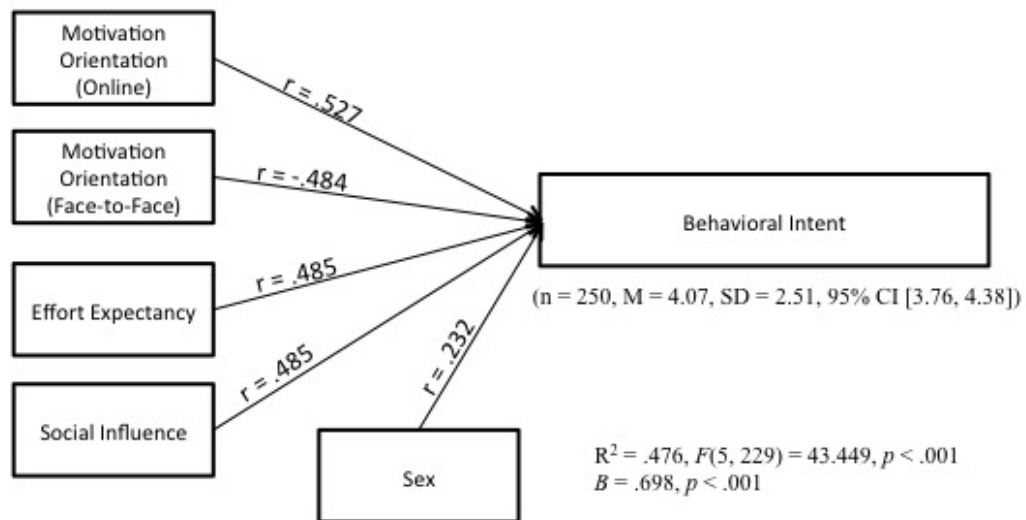 Motivation
Orientation
(Online)
r = .527
Motivation
Orientation
(Face-to-Face)
r = -.484
Behavioral Intent
(n = 250, M = 4.07, SD = 2.51, 95% CI [3.76, 4.38])
Effort Expectancy
r = .485
Social Influence
r = .485
r = .232
Sex
R² = .476, F(5, 229) = 43.449, p < .001
B = .698, p < .001